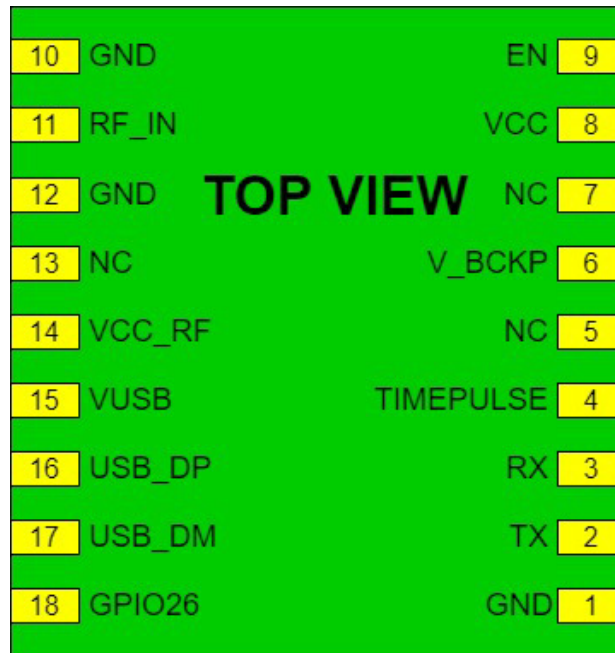 10 GND EN 9
11 RF_IN VCC 8
12 GND TOP VIEW NC 7
13 NC V_BCKP 6
14 VCC_RF NC 5
15 VUSB TIMEPULSE 4
16 USB_DP RX 3
17 USB_DM TX 2
18 GPIO26 GND 1